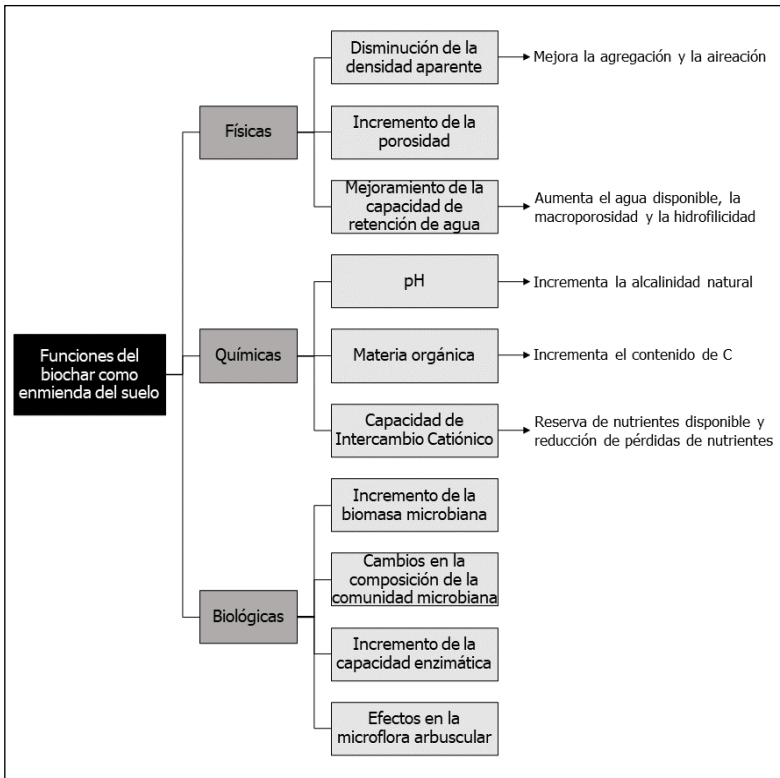 Funciones del
biochar como
enmienda del suelo
Físicas
Disminución de la
densidad aparente
Mejora la agregación y la aireación
Incremento de la
porosidad
Mejoramiento de la
capacidad de
retención de agua
Aumenta el agua disponible, la
macroporosidad y la hidrofilicidad
Químicas
pH
Incrementa la alcalinidad natural
Materia orgánica
Incrementa el contenido de C
Capacidad de
Intercambio Catiónico
Reserva de nutrientes disponible y
reducción de pérdidas de nutrientes
Biológicas
Incremento de la
biomasa microbiana
Cambios en la
composición de la
comunidad microbiana
Incremento de la
capacidad enzimática
Efectos en la
microflora arbuscular